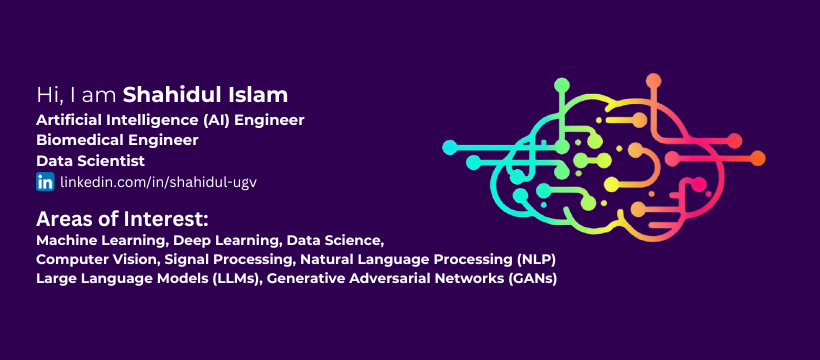 Hi, I am Shahidul Islam
Artificial Intelligence (AI) Engineer
Biomedical Engineer
Data Scientist
in linkedin.com/in/shahidul-ugv
Areas of Interest:
Machine Learning, Deep Learning, Data Science,
Computer Vision, Signal Processing, Natural Language Processing (NLP)
Large Language Models (LLMs), Generative Adversarial Networks (GANs)